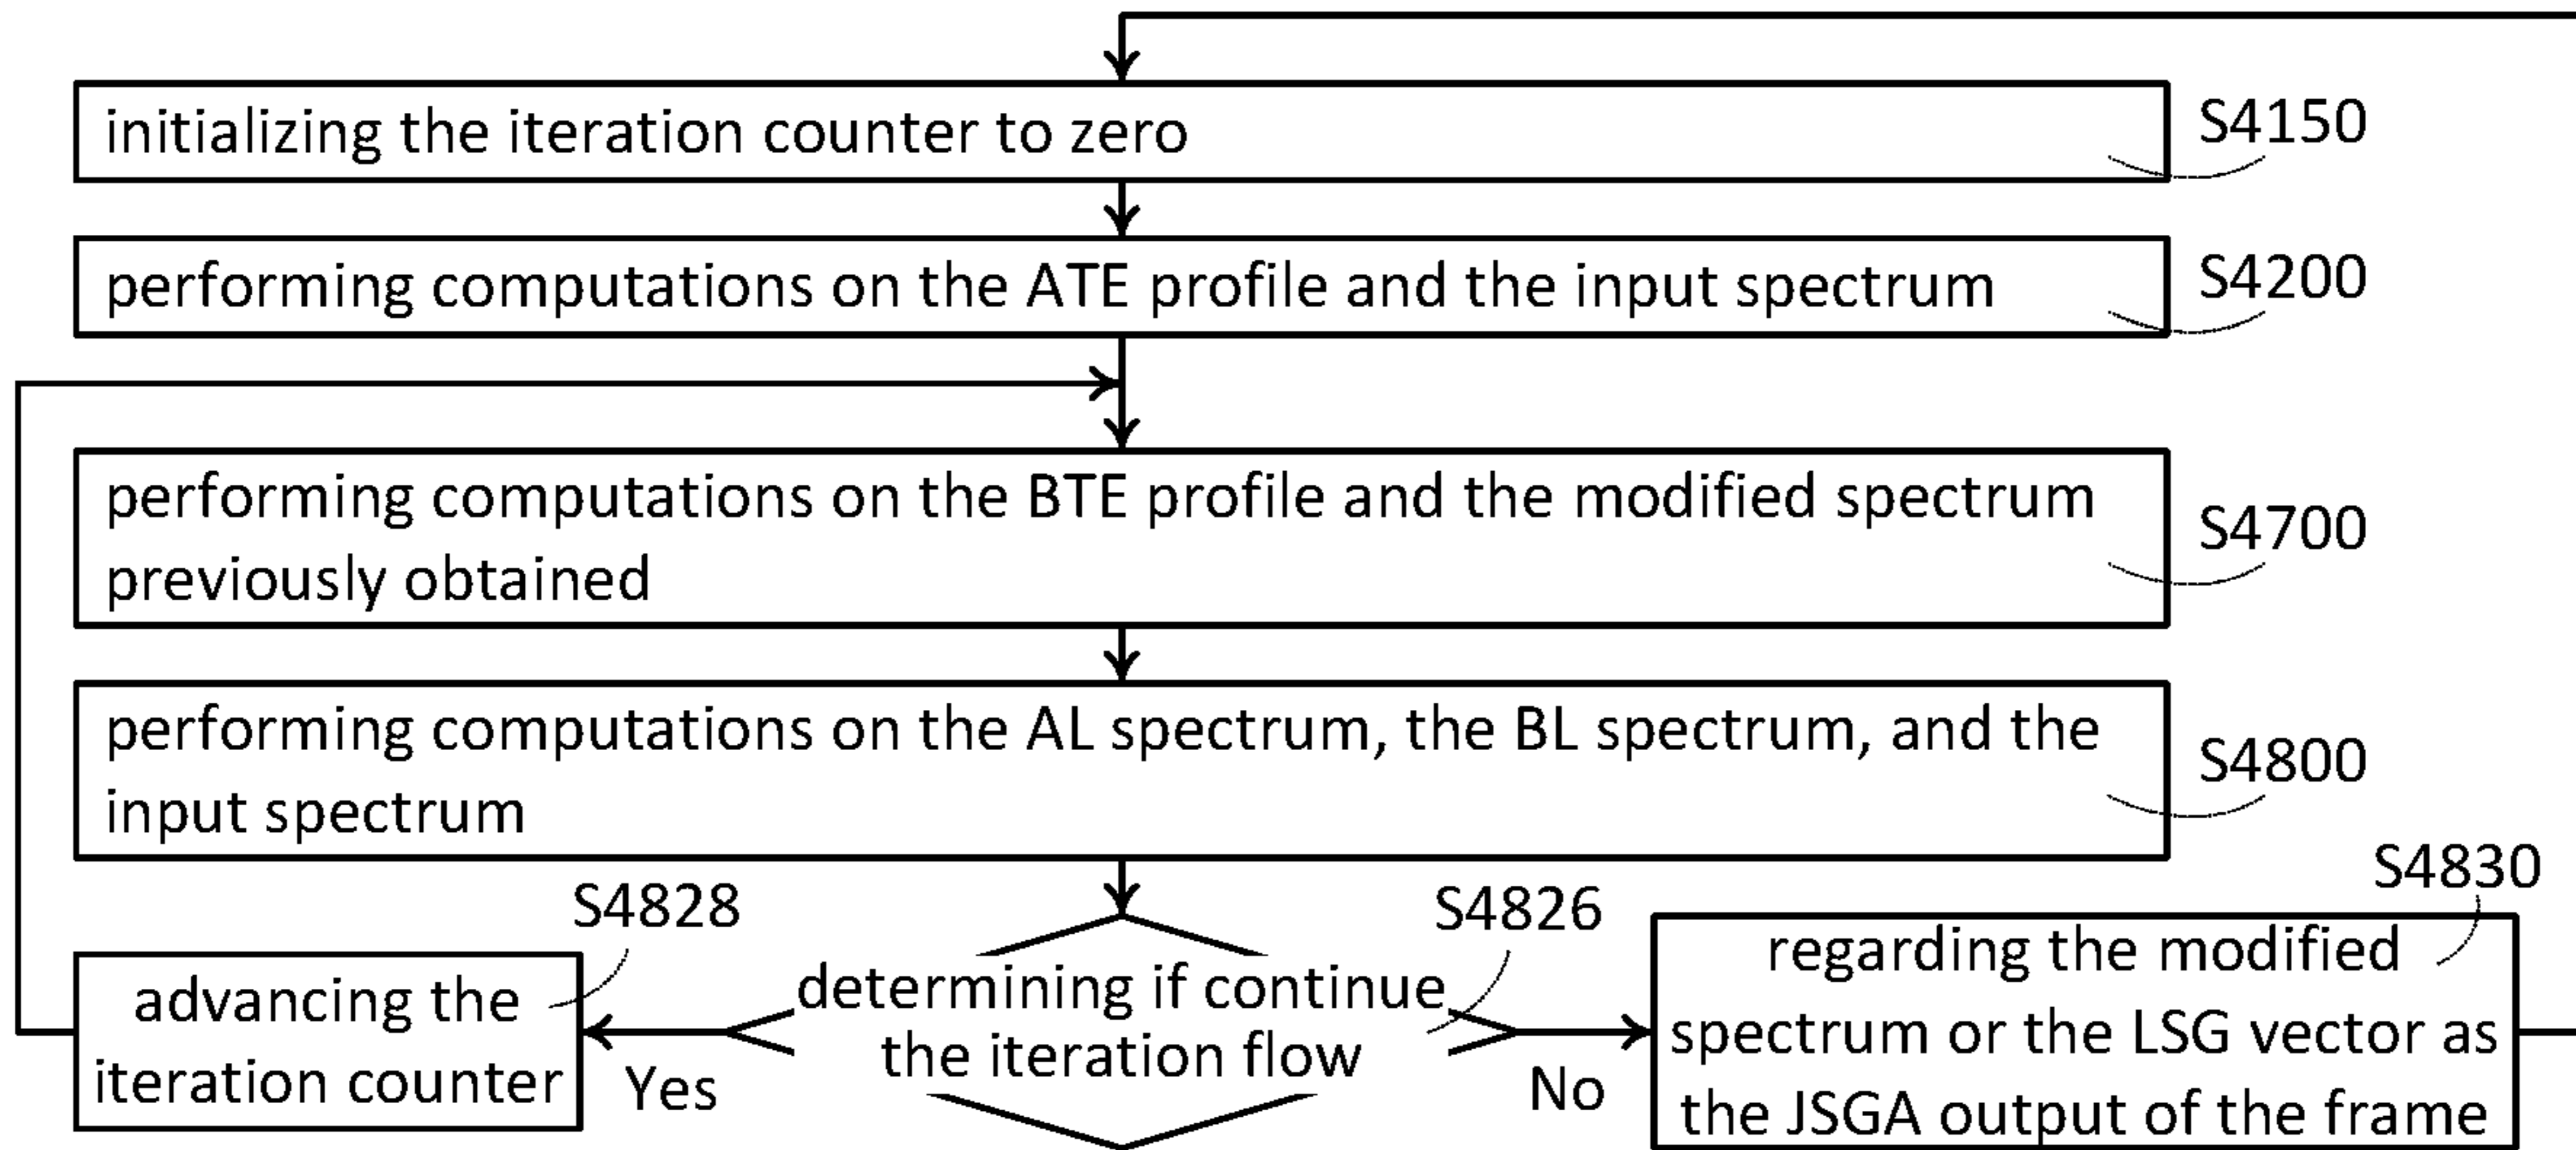 initializing the iteration counter to zero
S4150
performing computations on the ATE profile and the input spectrum
S4200
performing computations on the BTE profile and the modified spectrum
previously obtained
S4700
performing computations on the AL spectrum, the BL spectrum, and the
input spectrum
S4800
S4828
advancing the
iteration counter
Yes
S4826
determining if continue
the iteration flow
No
S4830
regarding the modified
spectrum or the LSG vector as
the JSGA output of the frame